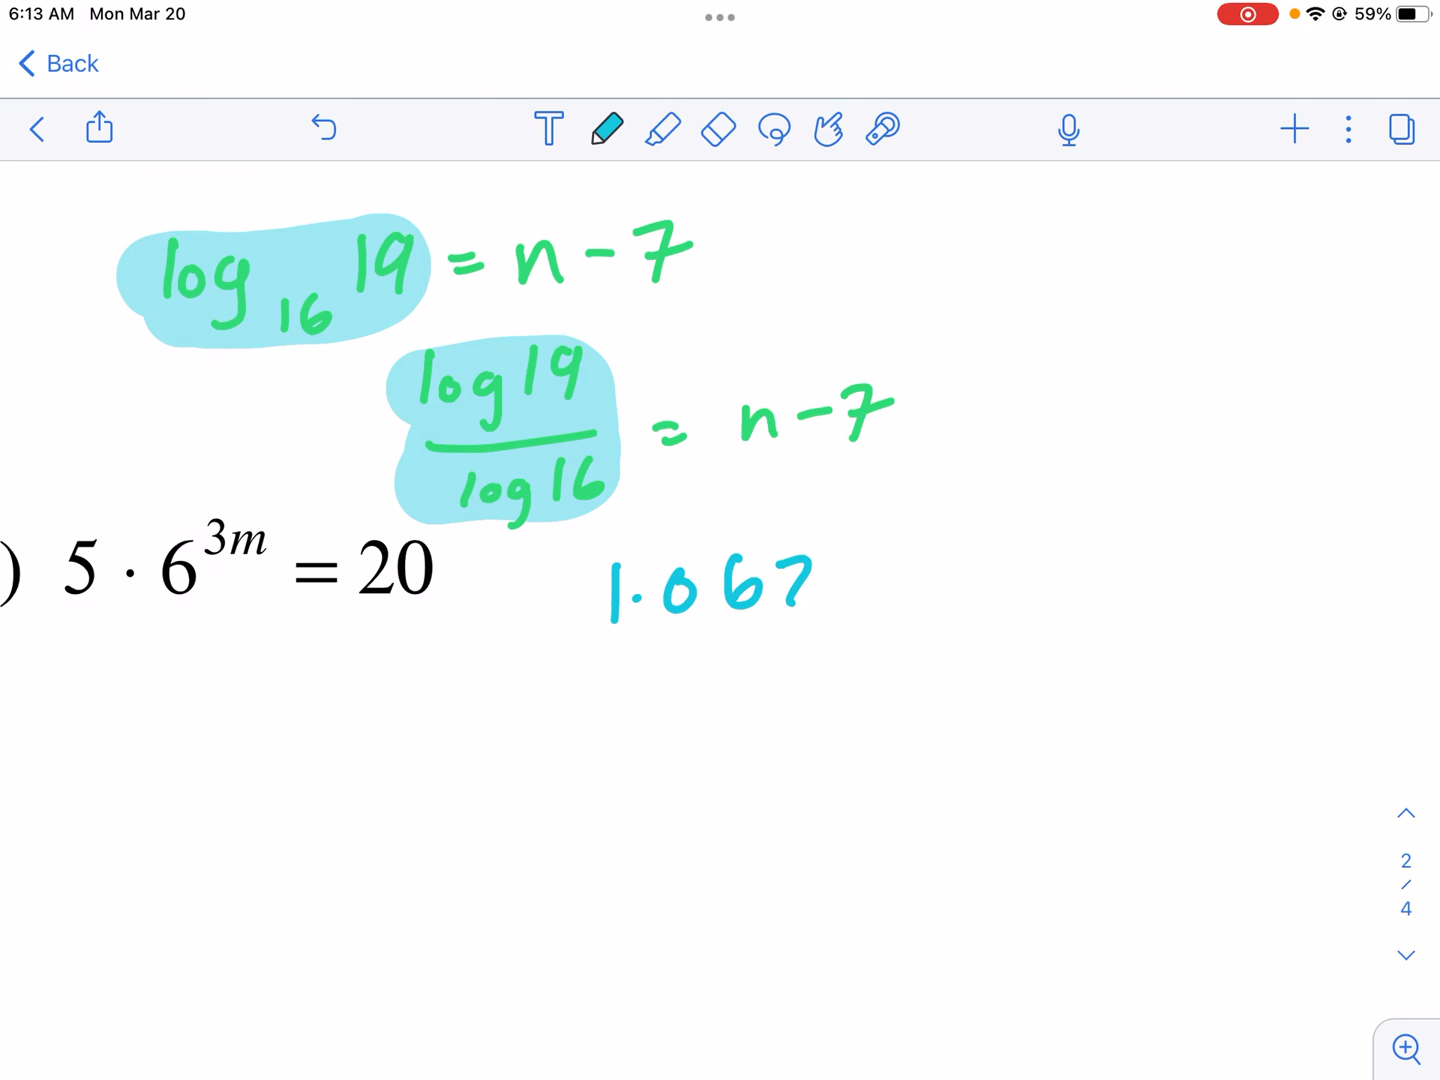 6:13 AM Mon Mar 20 59%
Back
T
log₁₆ 19 = n - 7
log 19 / log 16 = n - 7
) 5 · 6^{3m} = 20
1.067
2
/
4